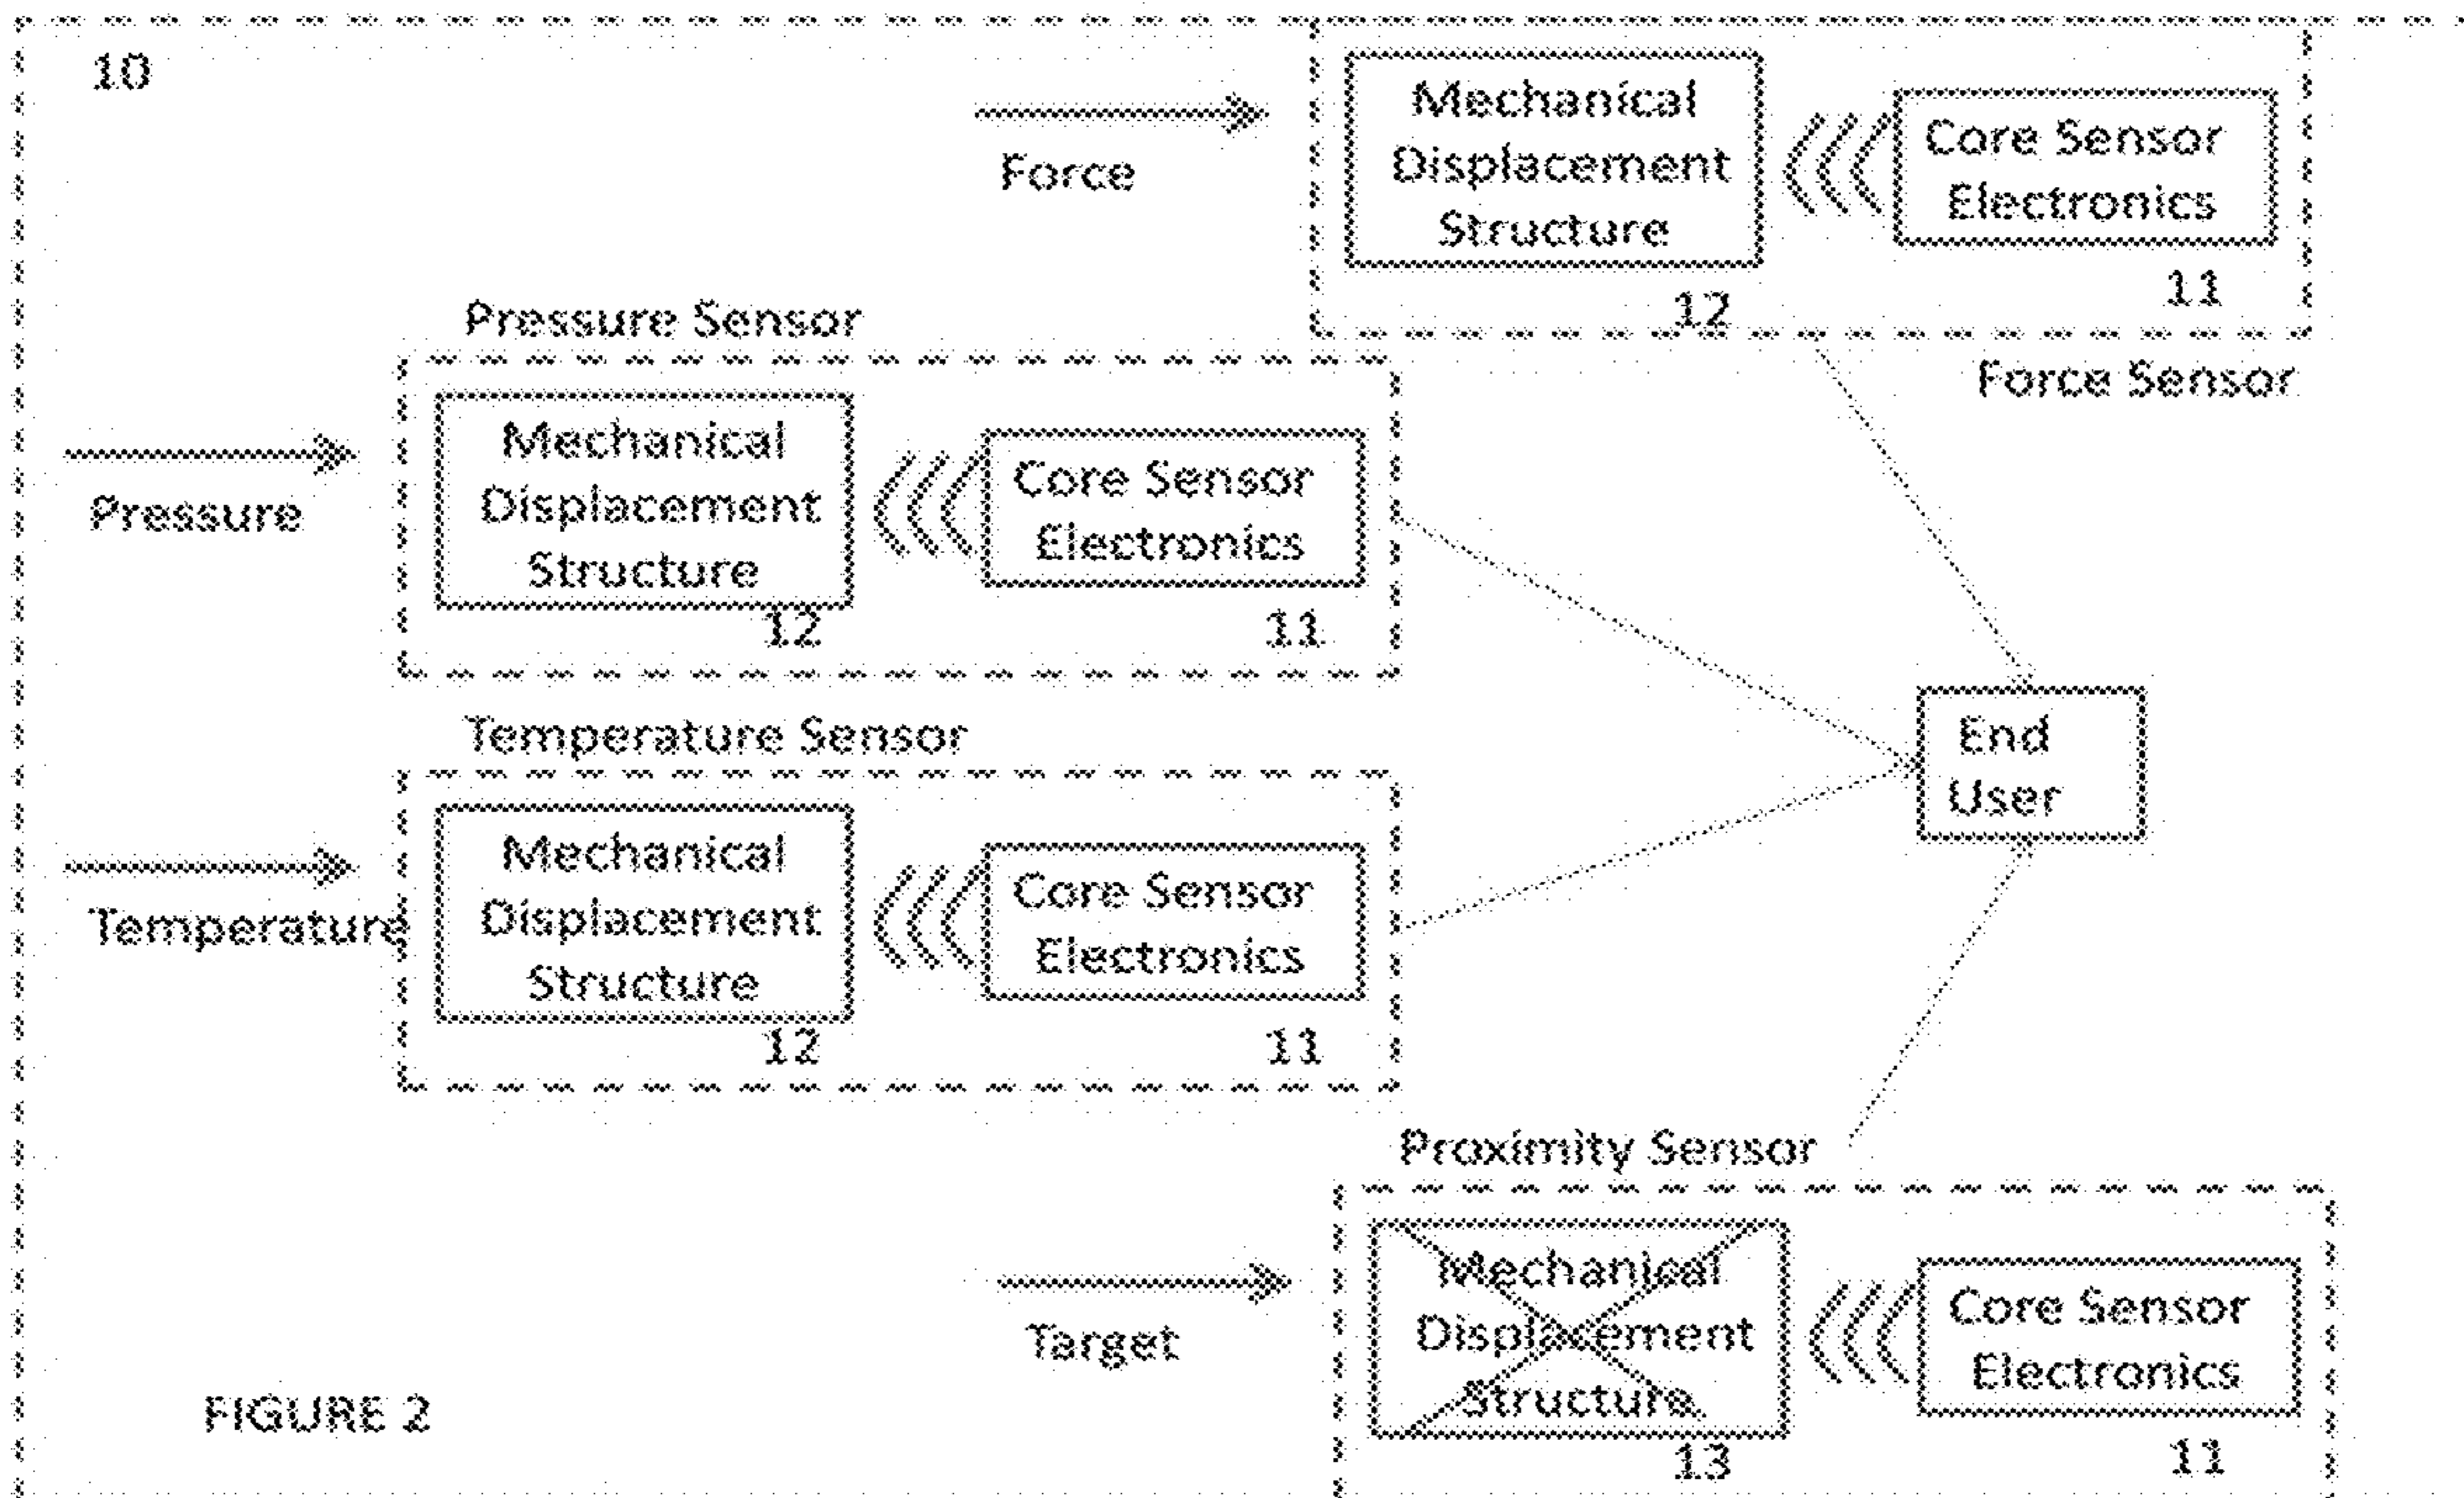 10
Force
Mechanical
Displacement
Structure
12
Core Sensor
Electronics
11
Force Sensor
Pressure Sensor
Pressure
Mechanical
Displacement
Structure
12
Core Sensor
Electronics
11
End
User
Temperature Sensor
Temperature
Mechanical
Displacement
Structure
12
Core Sensor
Electronics
11
Proximity Sensor
Target
Mechanical
Displacement
Structure
13
Core Sensor
Electronics
11
FIGURE 2